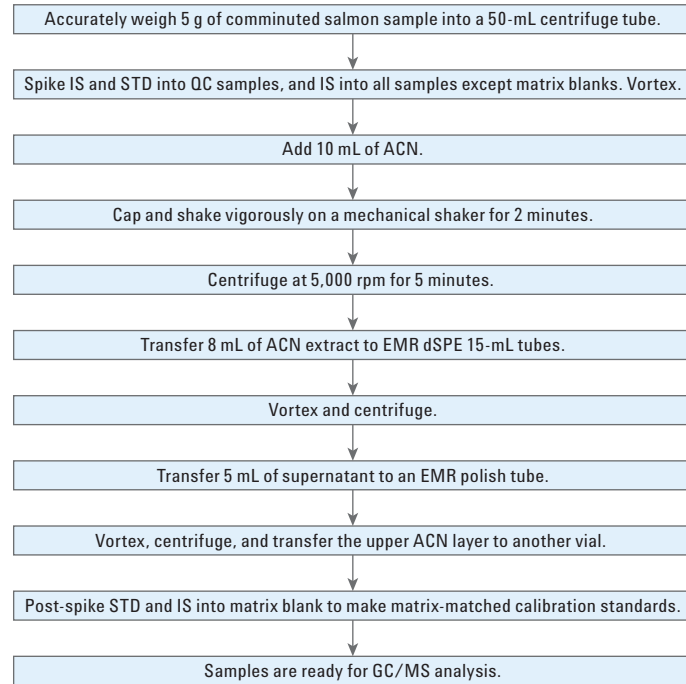 Accurately weigh 5 g of comminuted salmon sample into a 50-mL centrifuge tube.
Spike IS and STD into QC samples, and IS into all samples except matrix blanks. Vortex.
Add 10 mL of ACN.
Cap and shake vigorously on a mechanical shaker for 2 minutes.
Centrifuge at 5,000 rpm for 5 minutes.
Transfer 8 mL of ACN extract to EMR dSPE 15-mL tubes.
Vortex and centrifuge.
Transfer 5 mL of supernatant to an EMR polish tube.
Vortex, centrifuge, and transfer the upper ACN layer to another vial.
Post-spike STD and IS into matrix blank to make matrix-matched calibration standards.
Samples are ready for GC/MS analysis.